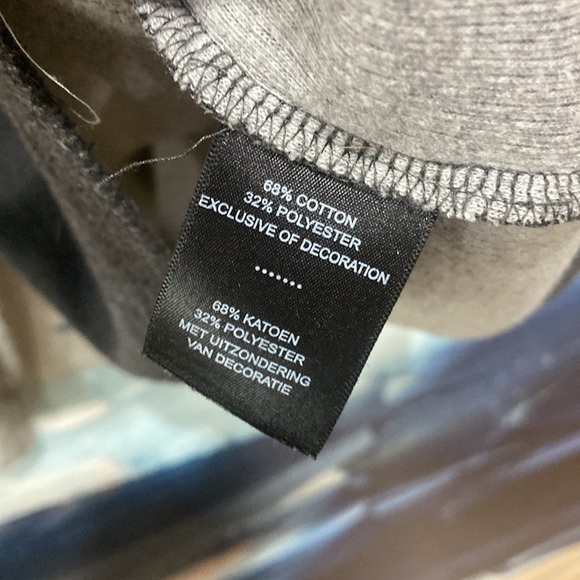 68% COTTON
32% POLYESTER
EXCLUSIVE OF DECORATION
.......
68% KATOEN
32% POLYESTER
MET UITZONDERING
VAN DECORATIE